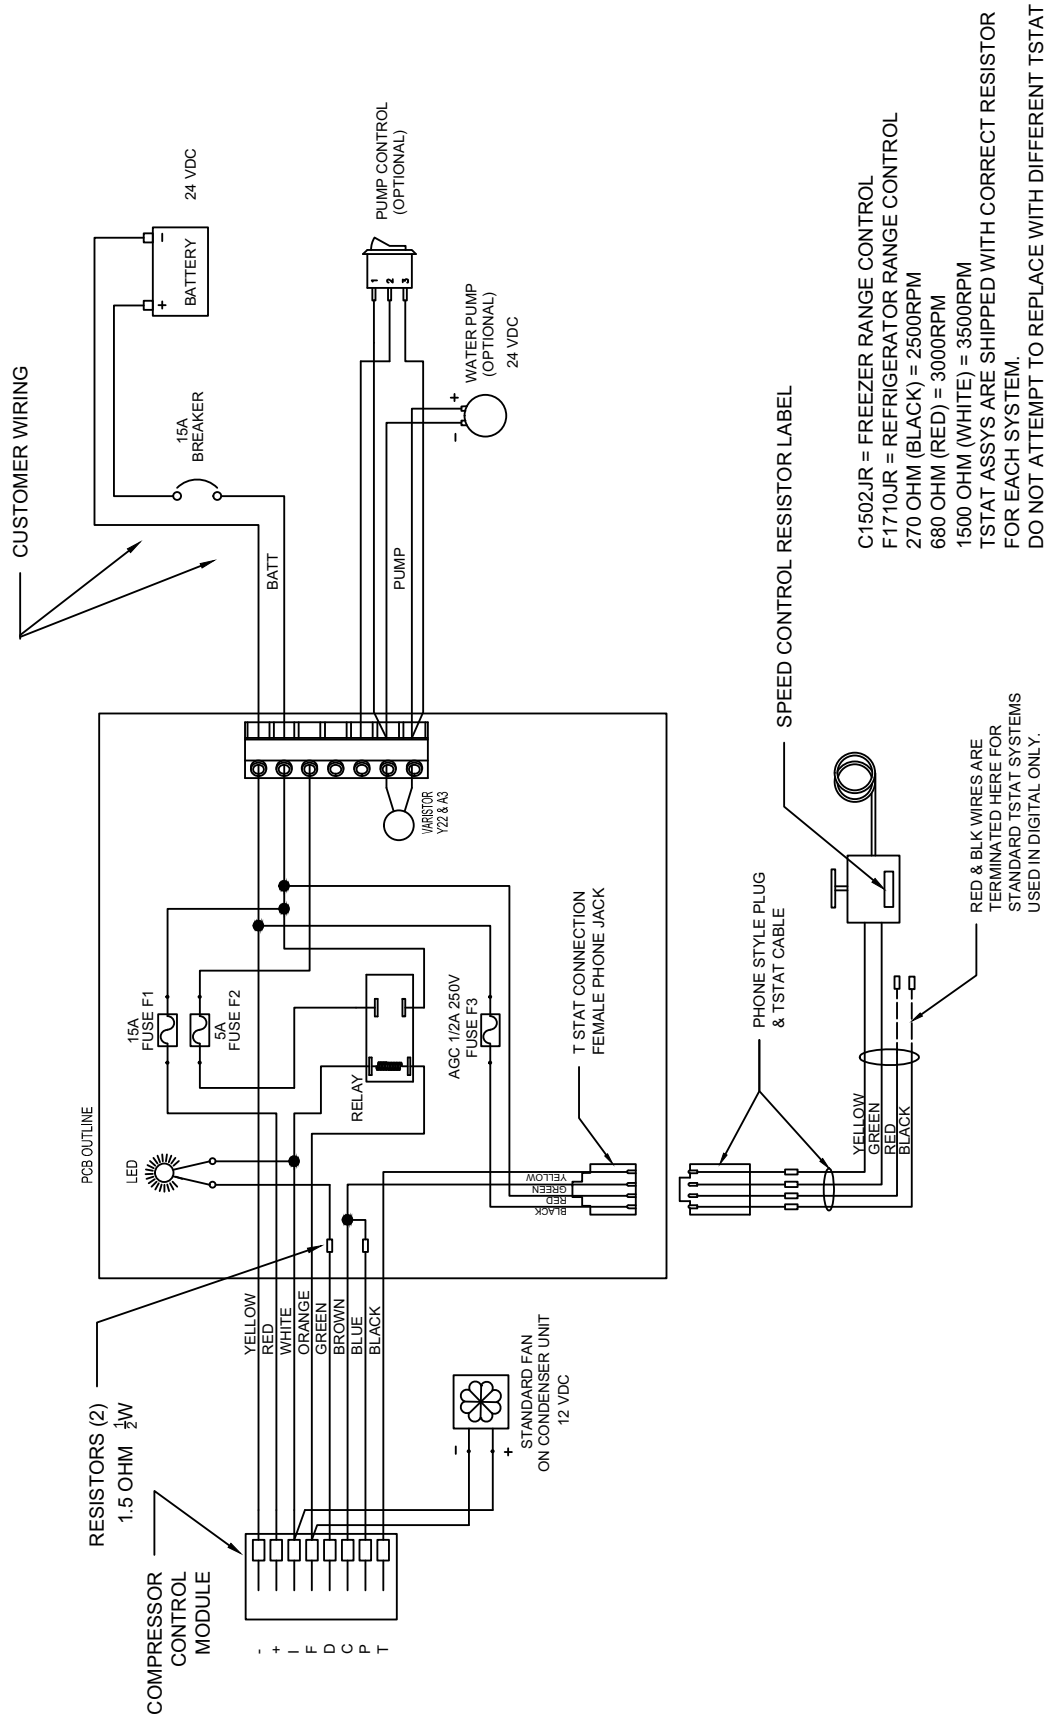 CUSTOMER WIRING
24 VDC
BATTERY
+
-
15A
BREAKER
BATT
PUMP CONTROL
(OPTIONAL)
1
2
3
WATER PUMP
(OPTIONAL)
24 VDC
-
+
PUMP
PCB OUTLINE
LED
15A
FUSE F1
5A
FUSE F2
RELAY
AGC 1/2A 250V
FUSE F3
VARISTOR
Y22 & A3
T STAT CONNECTION
FEMALE PHONE JACK
YELLOW
GREEN
RED
BLACK
RESISTORS (2)
1.5 OHM 1/2W
COMPRESSOR
CONTROL
MODULE
YELLOW
RED
WHITE
ORANGE
GREEN
BROWN
BLUE
BLACK
-
+
I
F
D
C
P
T
-
+
STANDARD FAN
ON CONDENSER UNIT
12 VDC
PHONE STYLE PLUG
& TSTAT CABLE
YELLOW
GREEN
RED
BLACK
SPEED CONTROL RESISTOR LABEL
RED & BLK WIRES ARE
TERMINATED HERE FOR
STANDARD TSTAT SYSTEMS
USED IN DIGITAL ONLY.
C1502JR = FREEZER RANGE CONTROL
F1710JR = REFRIGERATOR RANGE CONTROL
270 OHM (BLACK) = 2500RPM
680 OHM (RED) = 3000RPM
1500 OHM (WHITE) = 3500RPM
TSTAT ASSYS ARE SHIPPED WITH CORRECT RESISTOR
FOR EACH SYSTEM.
DO NOT ATTEMPT TO REPLACE WITH DIFFERENT TSTAT